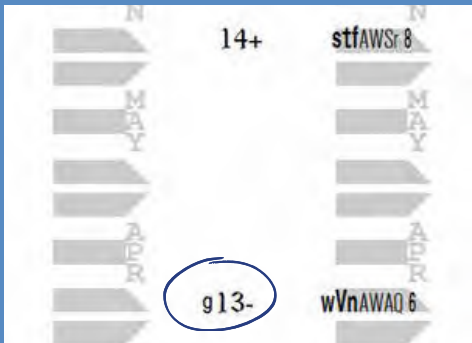 N N
14+ stfAWSr 8
M M
A A
Y Y
A A
P P
R R
g13- wVnAWAQ 6